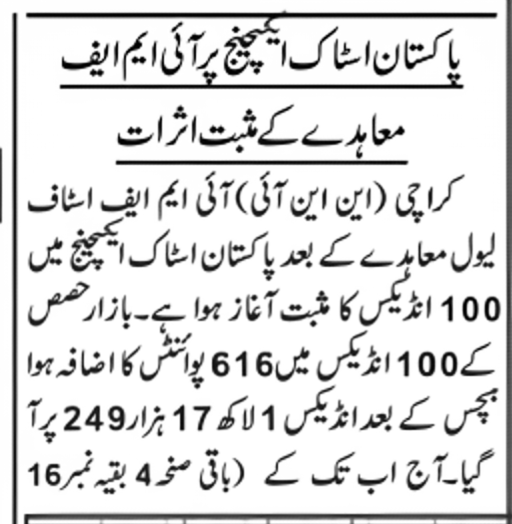 پاکستان اسٹاک ایکسچینج پر آئی ایم ایف
معاہدے کے مثبت اثرات
کراچی (این این آئی) آئی ایم ایف اسٹاف
لیول معاہدے کے بعد پاکستان اسٹاک ایکسچینج میں
100 انڈیکس کا مثبت آغاز ہوا ہے۔ بازار حصص
کے 100 انڈیکس میں 616 پوائنٹس کا اضافہ ہوا
جس کے بعد انڈیکس 1 لاکھ 17 ہزار 249 پر آ
گیا۔ آج اب تک کے (باقی صفحہ 4 بقیہ نمبر 16